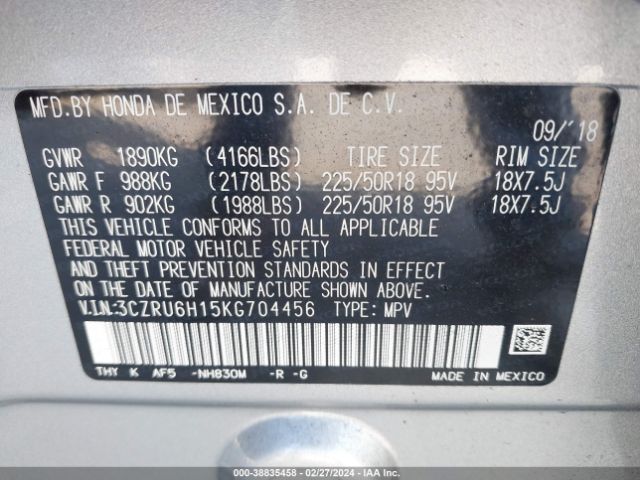 MFD.BY HONDA DE MEXICO S.A. DE C.V.
09/'18
GVWR 1890KG (4166LBS) TIRE SIZE RIM SIZE
GAWR F 988KG (2178LBS) 225/50R18 95V 18X7.5J
GAWR R 902KG (1988LBS) 225/50R18 95V 18X7.5J
THIS VEHICLE CONFORMS TO ALL APPLICABLE
FEDERAL MOTOR VEHICLE SAFETY
AND THEFT PREVENTION STANDARDS IN EFFECT
ON THE DATE OF MANUFACTURE SHOWN ABOVE.
V.I.N.:3CZRU6H15KG704456 TYPE: MPV
THY K AF5 -NH830M -R -G MADE IN MEXICO
000-38835458 - 02/27/2024 - IAA Inc.